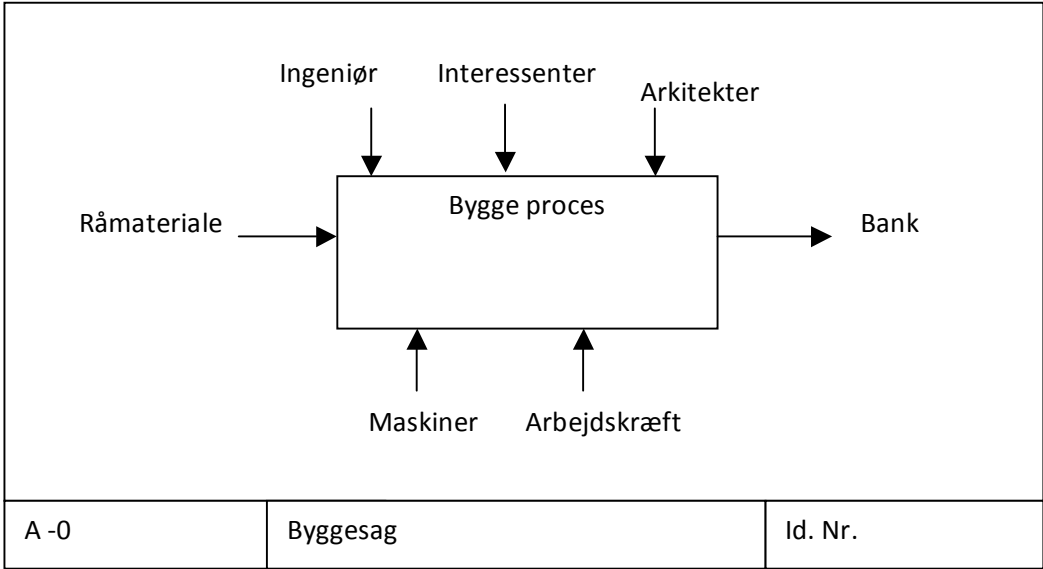 Ingeniør
Interessenter
Arkitekter
Bygge proces
Råmateriale
Bank
Maskiner
Arbejdskræft
A -0
Byggesag
Id. Nr.